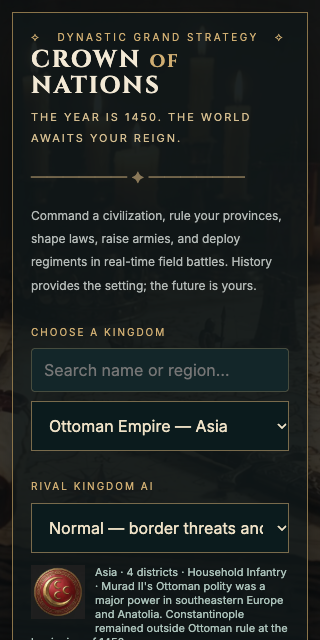 DYNASTIC GRAND STRATEGY
CROWN OF
NATIONS
THE YEAR IS 1450. THE WORLD
AWAITS YOUR REIGN.
Command a civilization, rule your provinces,
shape laws, raise armies, and deploy
regiments in real-time field battles. History
provides the setting; the future is yours.
CHOOSE A KINGDOM
Search name or region...
Ottoman Empire — Asia
RIVAL KINGDOM AI
Normal — border threats and
Asia · 4 districts · Household Infantry
· Murad II's Ottoman polity was a
major power in southeastern Europe
and Anatolia. Constantinople
remained outside Ottoman rule at the